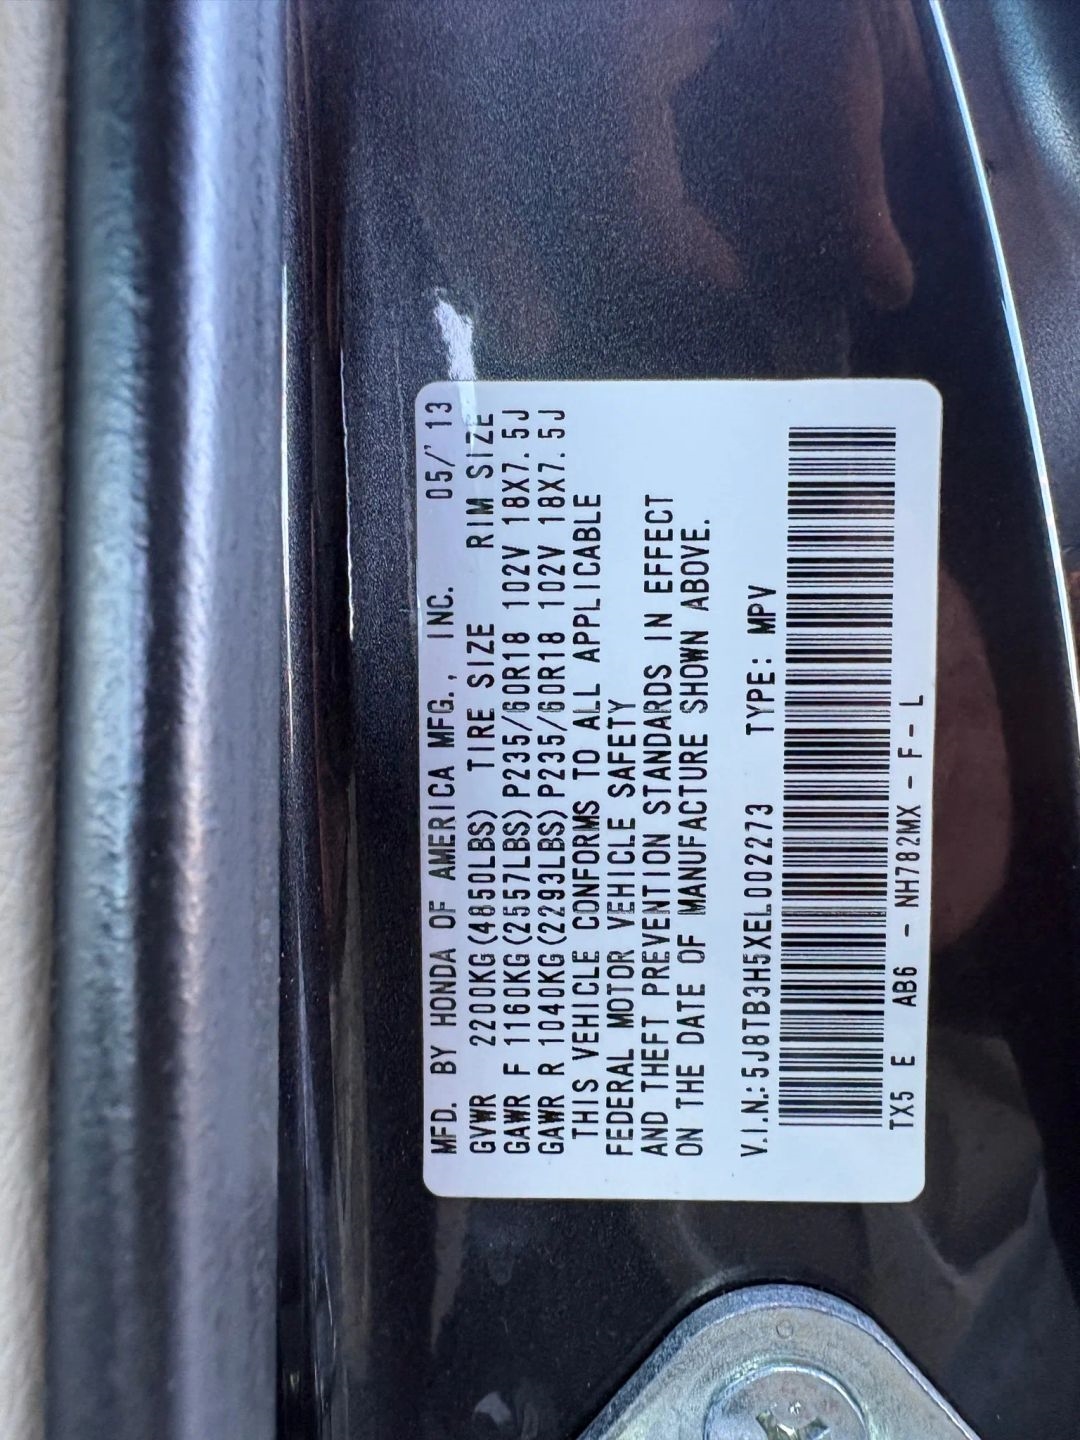 MFD. BY HONDA OF AMERICA MFG., INC. 05/'13
GVWR 2200KG(4850LBS) TIRE SIZE RIM SIZE
GAWR F 1160KG(2557LBS)P235/60R18 102V 18X7.5J
GAWR R 1040KG(2293LBS)P235/60R18 102V 18X7.5J
THIS VEHICLE CONFORMS TO ALL APPLICABLE
FEDERAL MOTOR VEHICLE SAFETY
AND THEFT PREVENTION STANDARDS IN EFFECT
ON THE DATE OF MANUFACTURE SHOWN ABOVE.
V.I.N.:5J8TB3H5XEL002273 TYPE: MPV
TX5 E AB6 - NH782MX - F - L